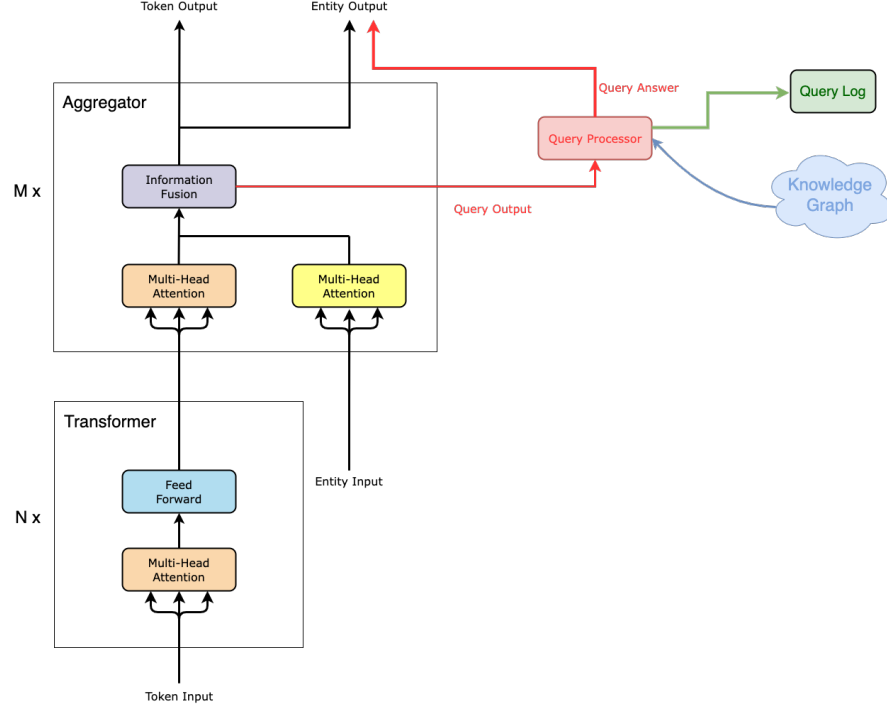 Token Output
Entity Output
Query Answer
Aggregator
Query Log
Query Processor
M x
Information
Fusion
Knowledge
Graph
Query Output
Multi-Head
Attention
Multi-Head
Attention
Transformer
Feed
Forward
Entity Input
N x
Multi-Head
Attention
Token Input